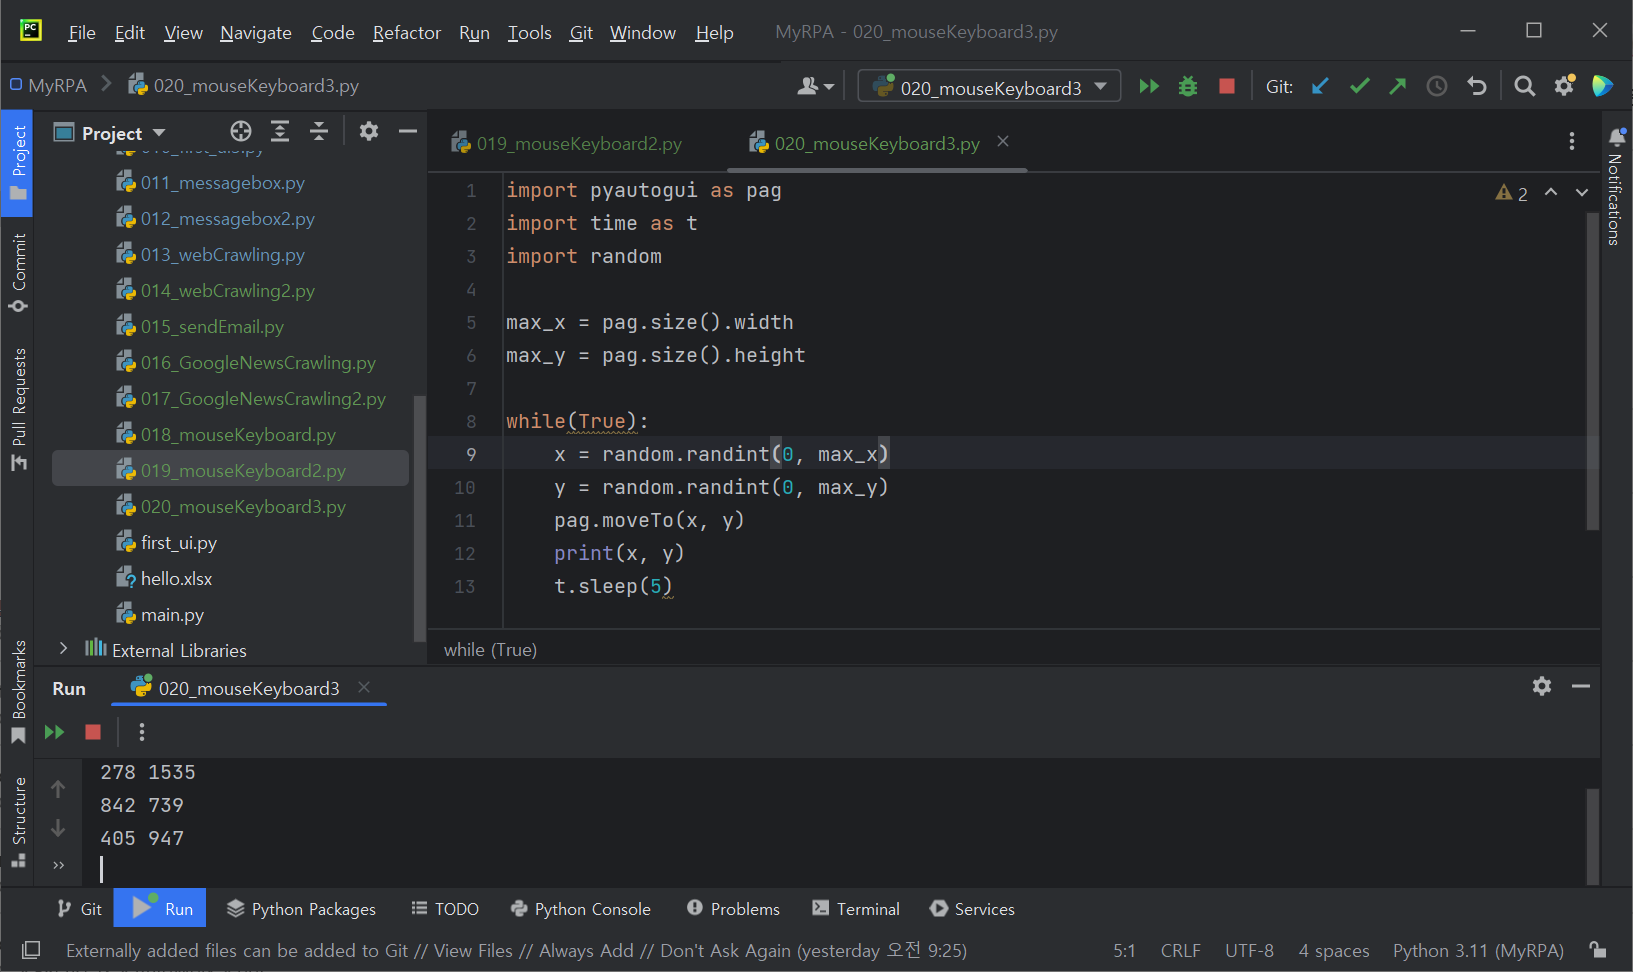 PC
File Edit View Navigate Code Refactor Run Tools Git Window Help MyRPA - 020_mouseKeyboard3.py
MyRPA 020_mouseKeyboard3.py 020_mouseKeyboard3 Git:
Project
Project
011_messagebox.py
012_messagebox2.py
013_webCrawling.py
014_webCrawling2.py
015_sendEmail.py
016_GoogleNewsCrawling.py
017_GoogleNewsCrawling2.py
018_mouseKeyboard.py
019_mouseKeyboard2.py
020_mouseKeyboard3.py
first_ui.py
hello.xlsx
main.py
External Libraries
Commit
Pull Requests
Bookmarks
Structure
019_mouseKeyboard2.py 020_mouseKeyboard3.py
1 import pyautogui as pag
2 import time as t
3 import random
4
5 max_x = pag.size().width
6 max_y = pag.size().height
7
8 while(True):
9 x = random.randint(0, max_x)
10 y = random.randint(0, max_y)
11 pag.moveTo(x, y)
12 print(x, y)
13 t.sleep(5)
2
Notifications
while (True)
Run 020_mouseKeyboard3
278 1535
842 739
405 947
Git Run Python Packages TODO Python Console Problems Terminal Services
Externally added files can be added to Git // View Files // Always Add // Don't Ask Again (yesterday 오전 9:25) 5:1 CRLF UTF-8 4 spaces Python 3.11 (MyRPA)